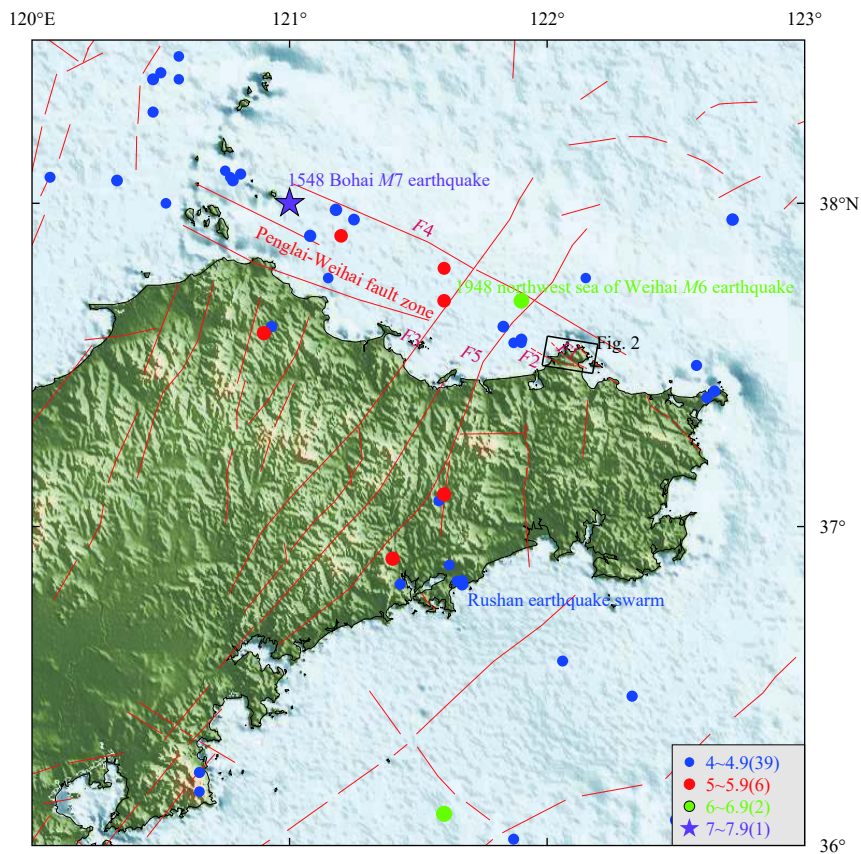 120°E 121° 122° 123°
1548 Bohai M7 earthquake
38°N
F4
Penglai-Weihai fault zone
1948 northwest sea of Weihai M6 earthquake
F3
F5
F2
Fig. 2
37°
Rushan earthquake swarm
4~4.9(39)
5~5.9(6)
6~6.9(2)
7~7.9(1)
36°